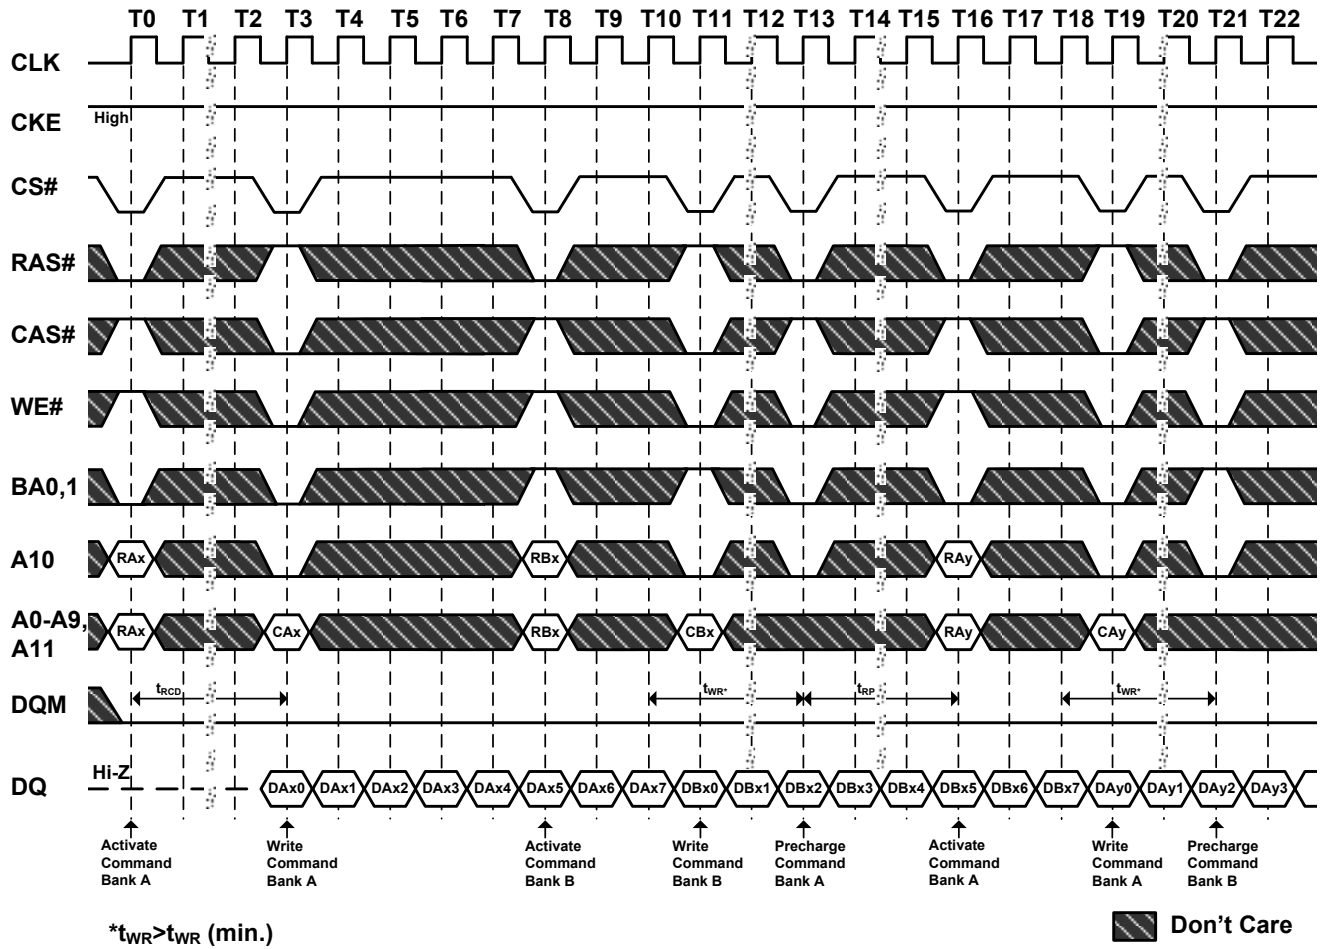 T0 T1 T2 T3 T4 T5 T6 T7 T8 T9 T10 T11 T12 T13 T14 T15 T16 T17 T18 T19 T20 T21 T22
CLK
CKE High
CS#
RAS#
CAS#
WE#
BA0,1
A10 RAx RBx RAy
A0-A9,
A11 RAx CAx RBx CBx RAy CAy
DQM tRCD tWR* tRP tWR*
DQ Hi-Z DAx0 DAx1 DAx2 DAx3 DAx4 DAx5 DAx6 DAx7 DBx0 DBx1 DBx2 DBx3 DBx4 DBx5 DBx6 DBx7 DAy0 DAy1 DAy2 DAy3
Activate
Command
Bank A
Write
Command
Bank A
Activate
Command
Bank B
Write
Command
Bank B
Precharge
Command
Bank A
Activate
Command
Bank A
Write
Command
Bank A
Precharge
Command
Bank B
*tWR>tWR (min.)
Don't Care